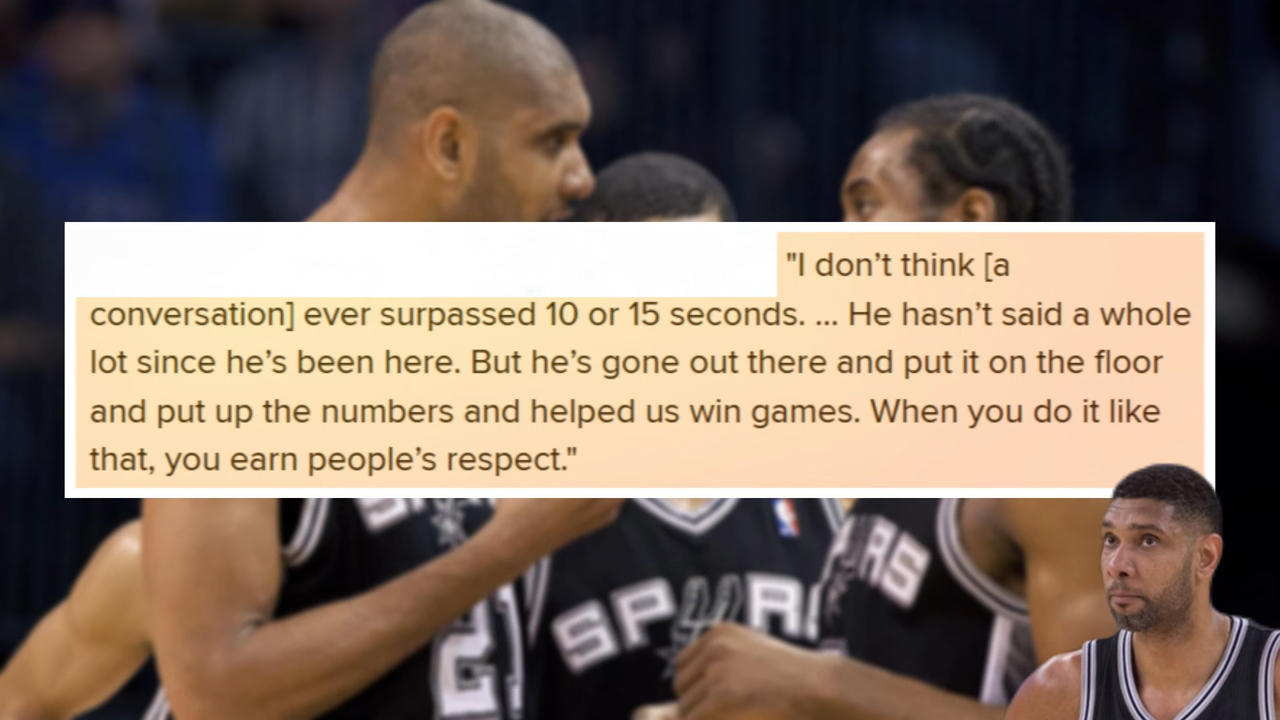 "I don’t think [a
conversation] ever surpassed 10 or 15 seconds. ... He hasn’t said a whole
lot since he’s been here. But he’s gone out there and put it on the floor
and put up the numbers and helped us win games. When you do it like
that, you earn people’s respect."
SPURS
21